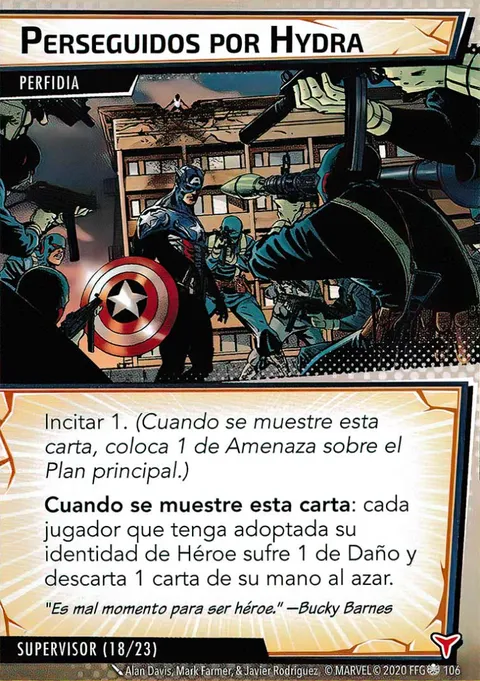 Perseguidos por Hydra
PERFIDIA
Incitar 1. (Cuando se muestre esta
carta, coloca 1 de Amenaza sobre el
Plan principal.)
Cuando se muestre esta carta: cada
jugador que tenga adoptada su
identidad de Héroe sufre 1 de Daño y
descarta 1 carta de su mano al azar.
"Es mal momento para ser héroe." —Bucky Barnes
SUPERVISOR (18/23)
Alan Davis, Mark Farmer, & Javier Rodríguez. © MARVEL © 2020 FFG 106